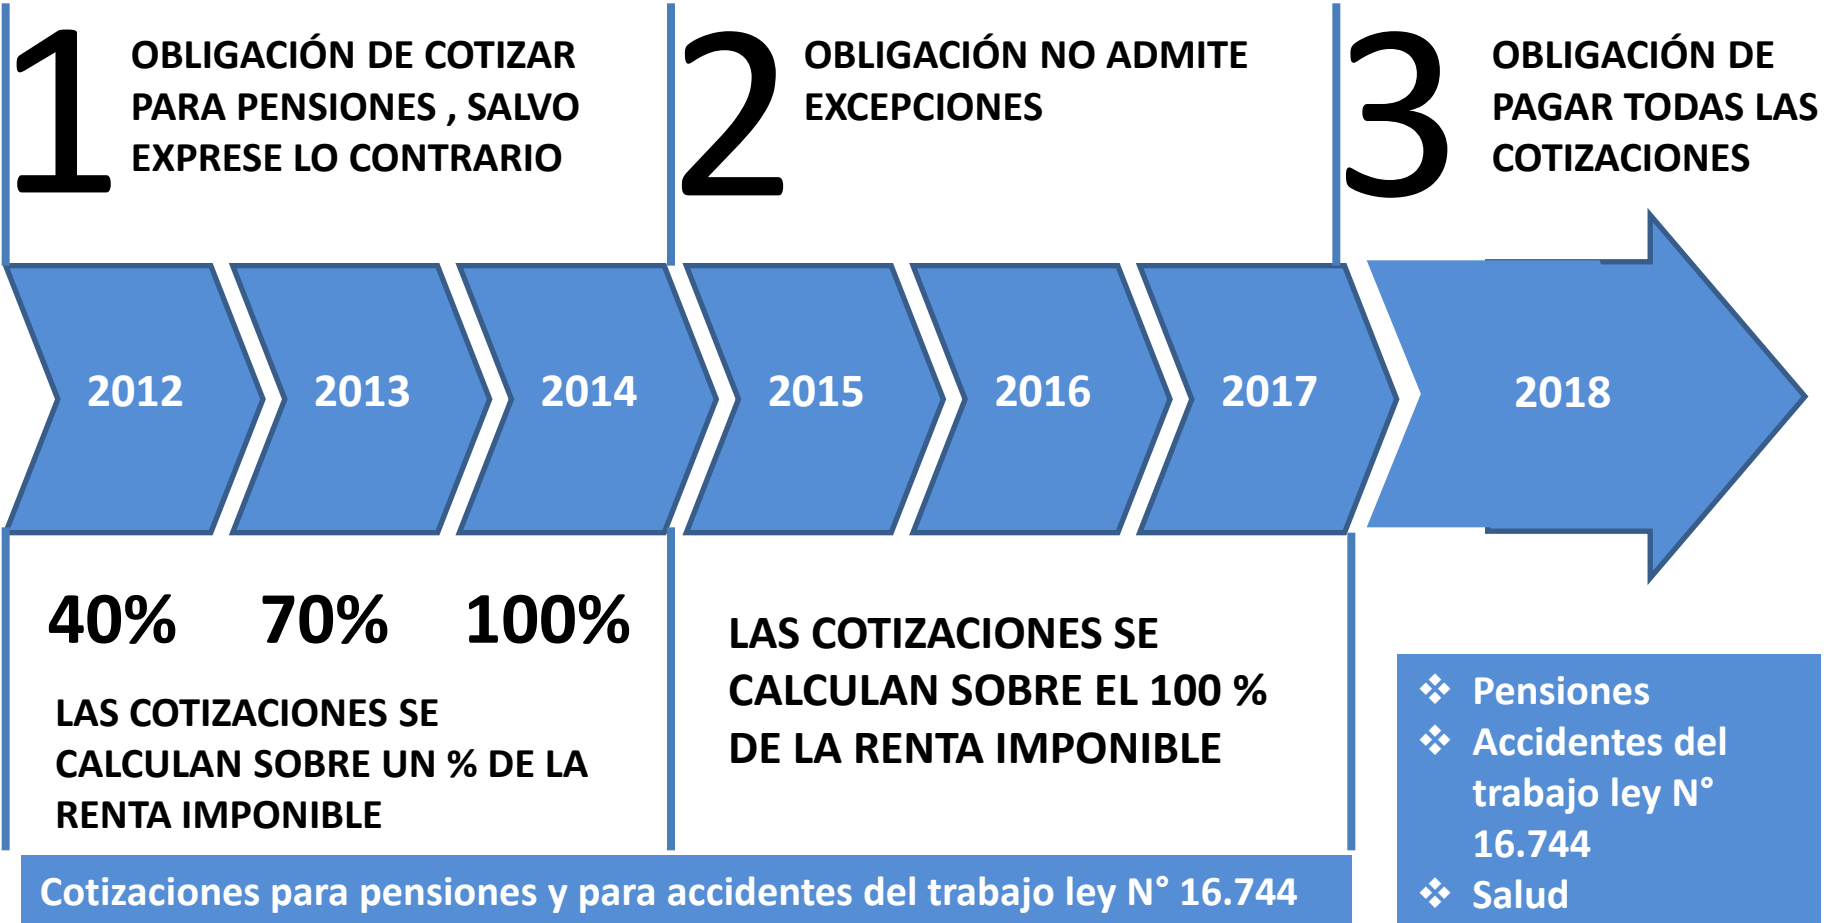 1
OBLIGACIÓN DE COTIZAR
PARA PENSIONES , SALVO
EXPRESE LO CONTRARIO
2
OBLIGACIÓN NO ADMITE
EXCEPCIONES
3
OBLIGACIÓN DE
PAGAR TODAS LAS
COTIZACIONES
2012
2013
2014
2015
2016
2017
2018
40%
70%
100%
LAS COTIZACIONES SE
CALCULAN SOBRE UN % DE LA
RENTA IMPONIBLE
LAS COTIZACIONES SE
CALCULAN SOBRE EL 100 %
DE LA RENTA IMPONIBLE
Cotizaciones para pensiones y para accidentes del trabajo ley N° 16.744
❖ Pensiones
❖ Accidentes del
trabajo ley N°
16.744
❖ Salud